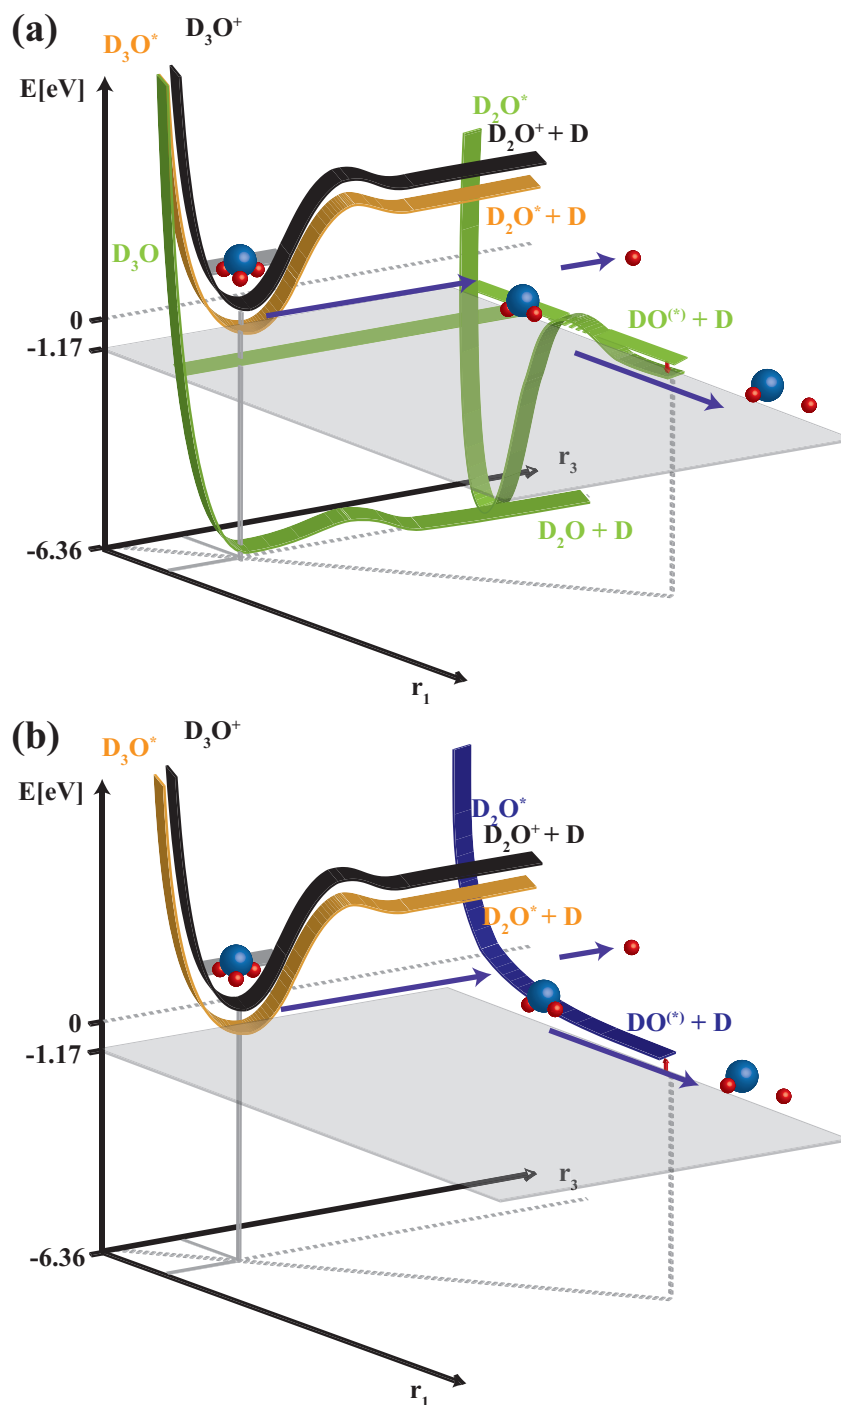 (a)
D₃O⁺
D₃O*
E[eV]
D₂O*
D₂O⁺ + D
D₂O* + D
D₃O
DO⁽*⁾ + D
0
-1.17
r₃
D₂O + D
-6.36
r₁
(b)
D₃O⁺
D₃O*
E[eV]
D₂O*
D₂O⁺ + D
D₂O* + D
DO⁽*⁾ + D
0
-1.17
r₃
-6.36
r₁